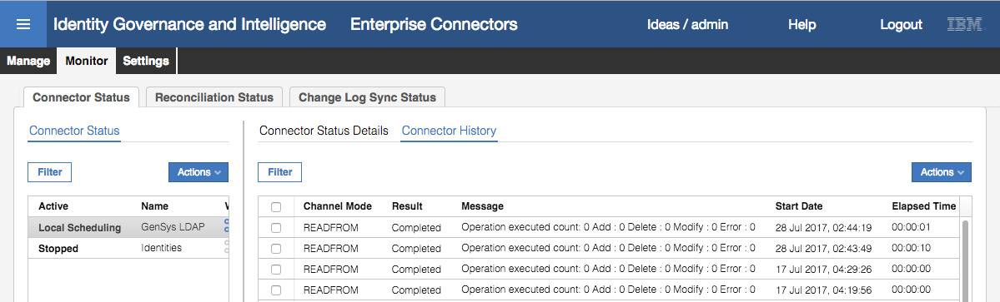 Identity Governance and Intelligence Enterprise Connectors Ideas / admin Help Logout IBM
Manage Monitor Settings
Connector Status Reconciliation Status Change Log Sync Status
Connector Status
Connector Status Details Connector History
Filter Actions
Filter Actions
Active Name
Local Scheduling GenSys LDAP
Stopped Identities
Channel Mode Result Message Start Date Elapsed Time
READFROM Completed Operation executed count: 0 Add : 0 Delete : 0 Modify : 0 Error : 0 28 Jul 2017, 02:44:19 00:00:01
READFROM Completed Operation executed count: 0 Add : 0 Delete : 0 Modify : 0 Error : 0 28 Jul 2017, 02:43:49 00:00:10
READFROM Completed Operation executed count: 0 Add : 0 Delete : 0 Modify : 0 Error : 0 17 Jul 2017, 04:29:26 00:00:00
READFROM Completed Operation executed count: 0 Add : 0 Delete : 0 Modify : 0 Error : 0 17 Jul 2017, 04:19:56 00:00:00